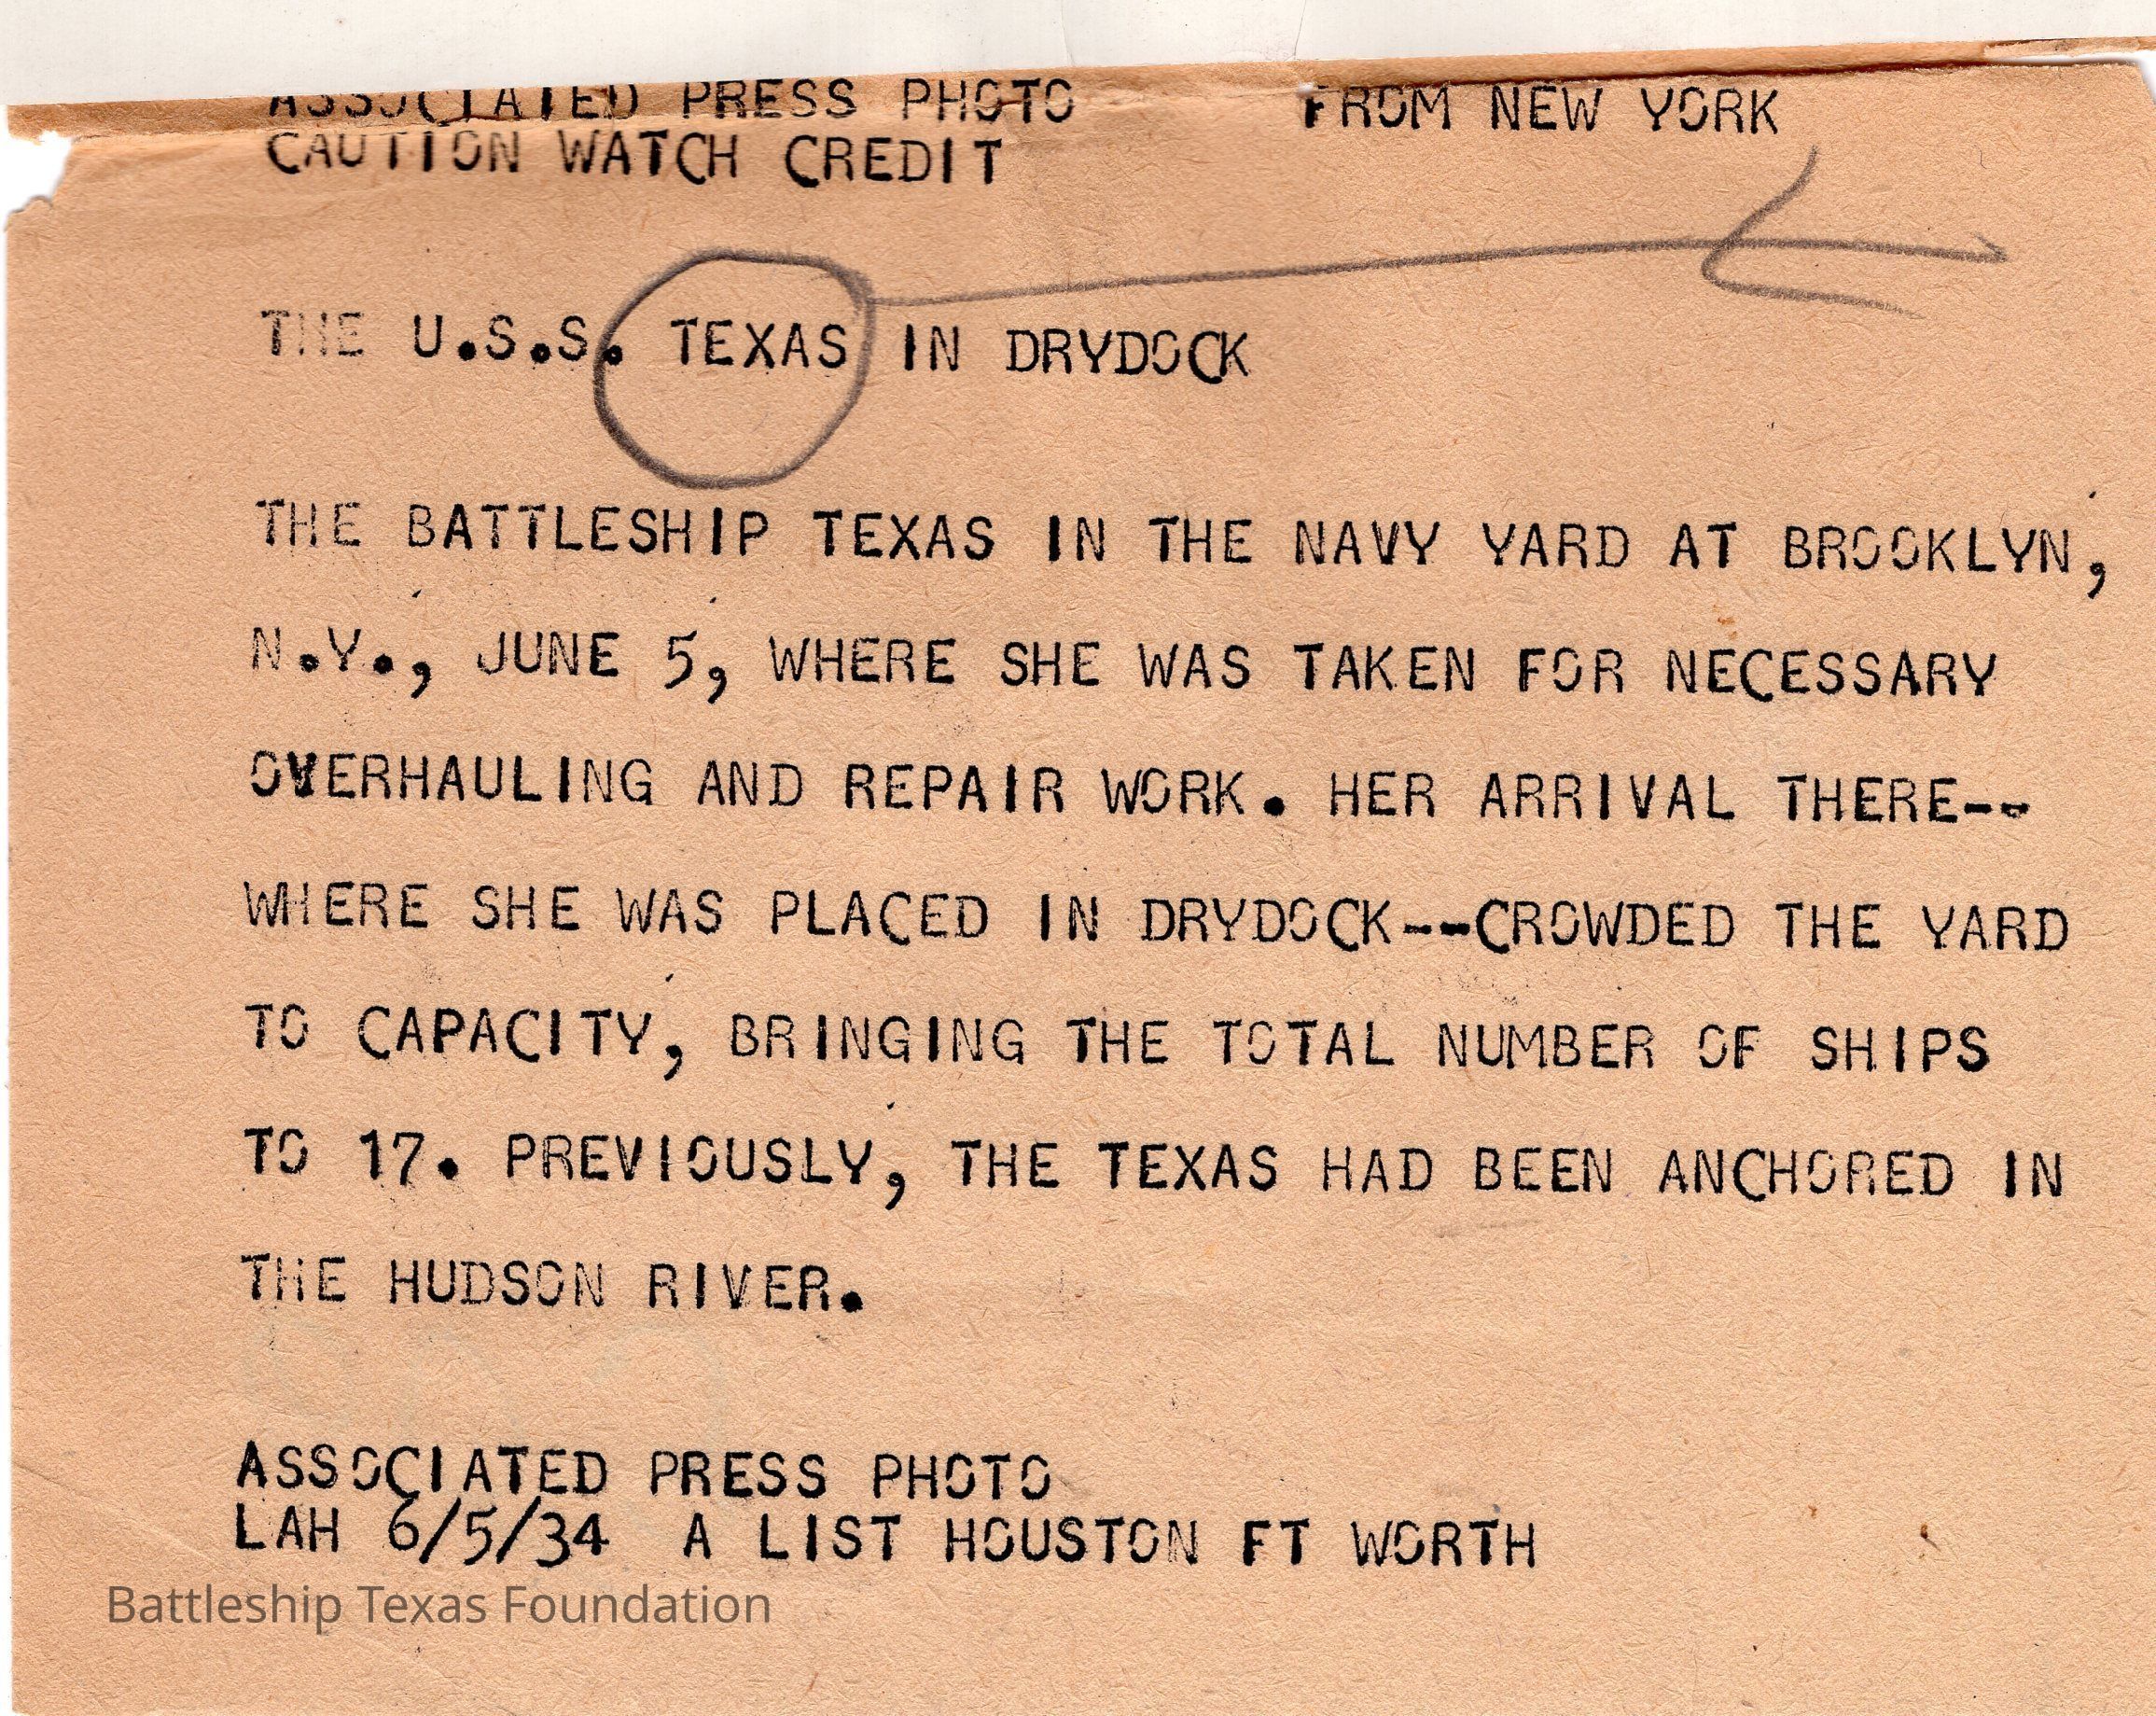 ASSOCIATED PRESS PHOTO FROM NEW YORK
CAUTION WATCH CREDIT
THE U.S.S. TEXAS IN DRYDOCK
THE BATTLESHIP TEXAS IN THE NAVY YARD AT BROOKLYN,
N.Y., JUNE 5, WHERE SHE WAS TAKEN FOR NECESSARY
OVERHAULING AND REPAIR WORK. HER ARRIVAL THERE--
WHERE SHE WAS PLACED IN DRYDOCK--CROWDED THE YARD
TO CAPACITY, BRINGING THE TOTAL NUMBER OF SHIPS
TO 17. PREVIOUSLY, THE TEXAS HAD BEEN ANCHORED IN
THE HUDSON RIVER.
ASSOCIATED PRESS PHOTO
LAH 6/5/34 A LIST HOUSTON FT WORTH
Battleship Texas Foundation